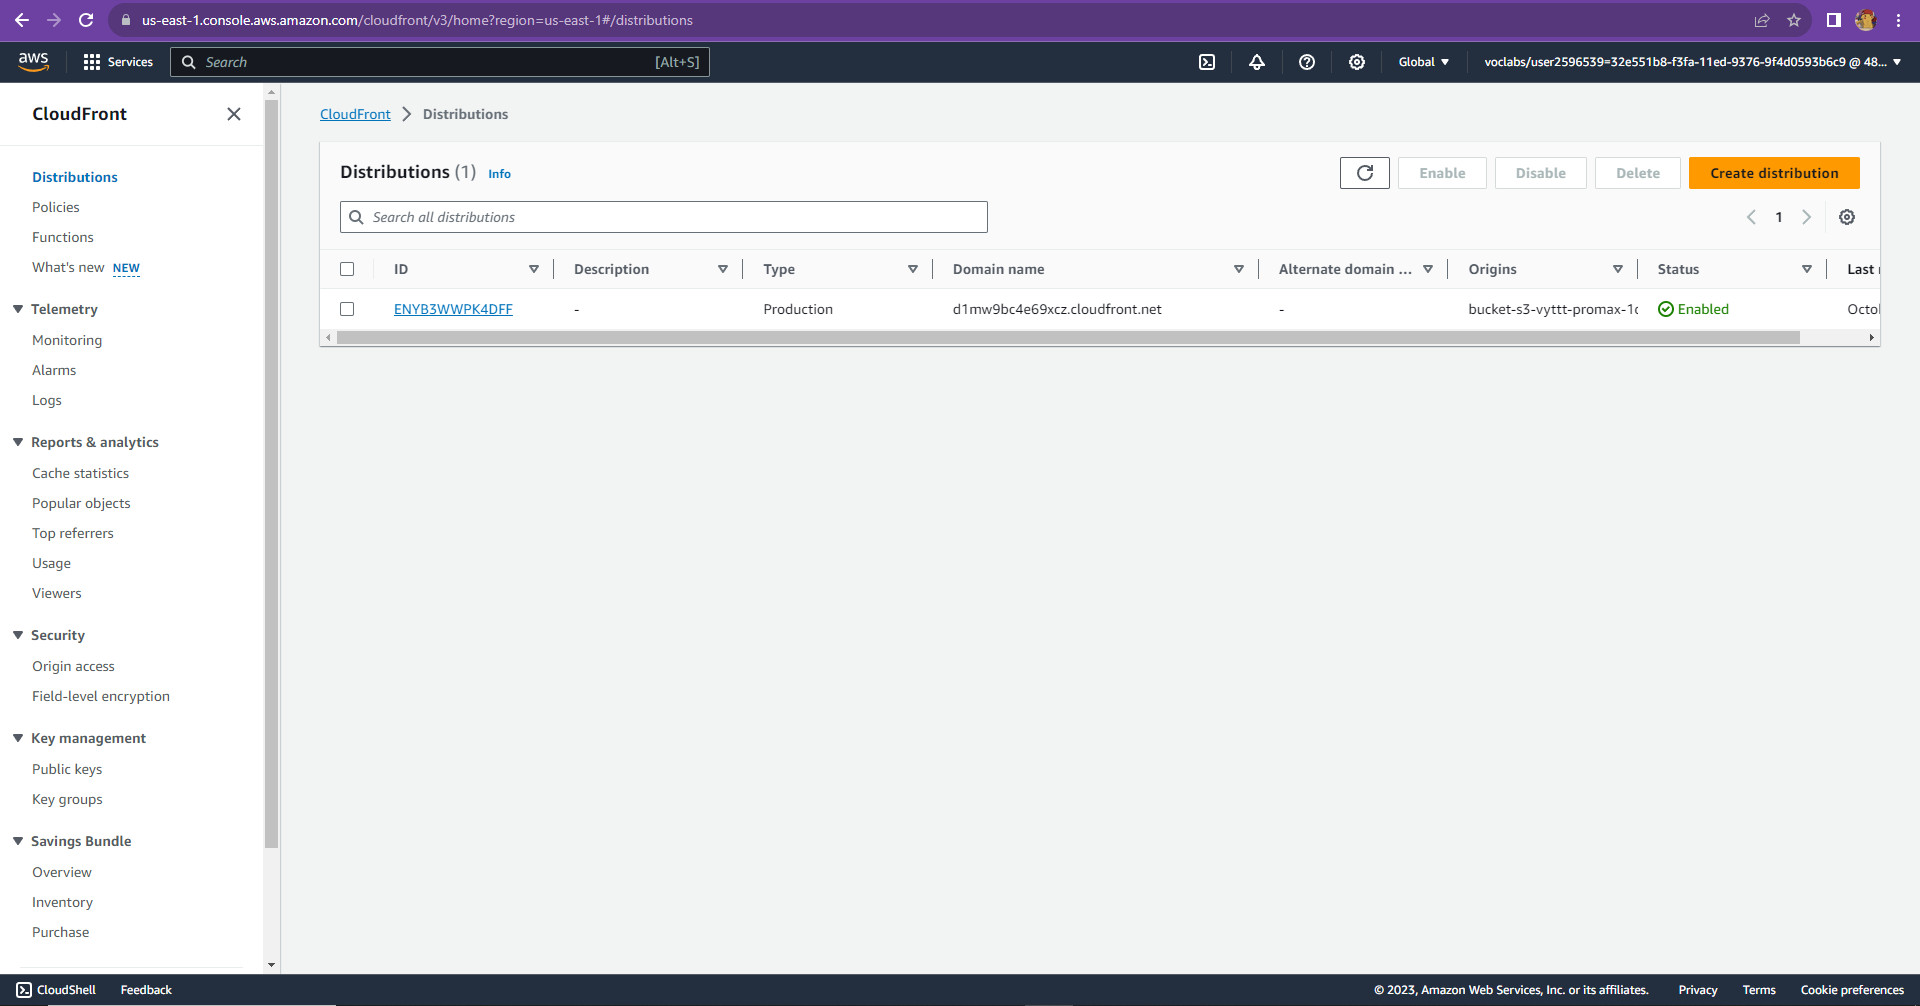 us-east-1.console.aws.amazon.com/cloudfront/v3/home?region=us-east-1#/distributions
aws Services Search [Alt+S] Global voclabs/user2596539=32e551b8-f3fa-11ed-9376-9f4d0593b6c9 @ 48...
CloudFront
Distributions
Policies
Functions
What's new NEW
Telemetry
Monitoring
Alarms
Logs
Reports & analytics
Cache statistics
Popular objects
Top referrers
Usage
Viewers
Security
Origin access
Field-level encryption
Key management
Public keys
Key groups
Savings Bundle
Overview
Inventory
Purchase
CloudFront Distributions
Distributions (1) Info Enable Disable Delete Create distribution
Search all distributions 1
ID Description Type Domain name Alternate domain ... Origins Status Last
ENYB3WWPK4DFF - Production d1mw9bc4e69xcz.cloudfront.net - bucket-s3-vyttt-promax-1 Enabled Octo
CloudShell Feedback © 2023, Amazon Web Services, Inc. or its affiliates. Privacy Terms Cookie preferences